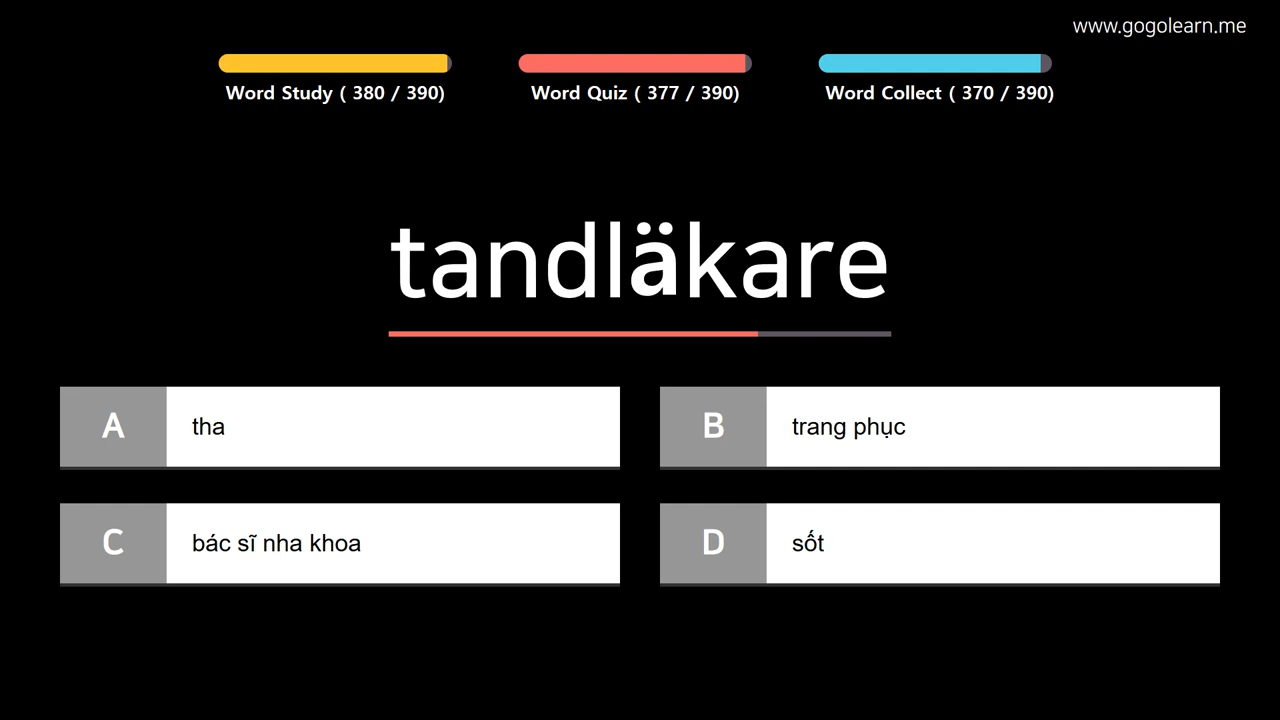 www.gogolearn.me
Word Study ( 380 / 390)
Word Quiz ( 377 / 390)
Word Collect ( 370 / 390)
tandläkare
A
tha
B
trang phục
C
bác sĩ nha khoa
D
sốt